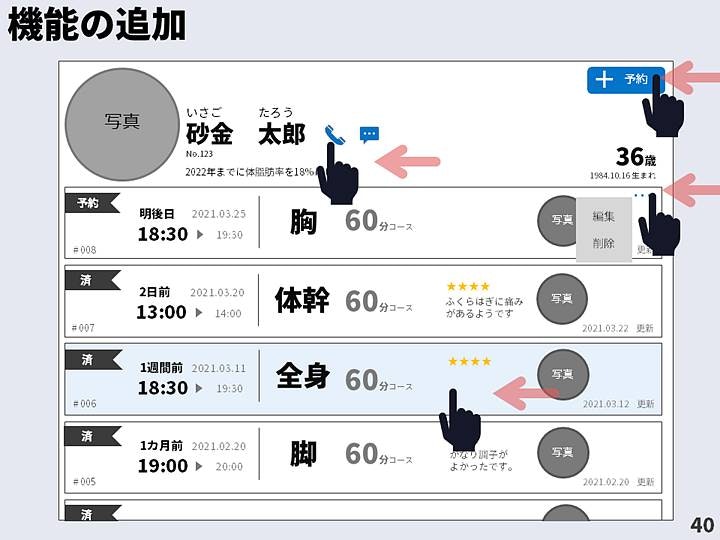 機能の追加
予約
写真
いさご たろう
砂金 太郎
No.123
2022年までに体脂肪率を18%
36歳
1984.10.16 生まれ
予約
明後日 2021.03.25
18:30 ▶ 19:30
#008
胸 60分コース
写真
編集
削除
更新
済
2日前 2021.03.20
13:00 ▶ 14:00
#007
体幹 60分コース
★★★★
ふくらはぎに痛み
があるようです
写真
2021.03.22 更新
済
1週間前 2021.03.11
18:30 ▶ 19:30
#006
全身 60分コース
★★★★
写真
2021.03.12 更新
済
1カ月前 2021.02.20
19:00 ▶ 20:00
#005
脚 60分コース
かなり調子が
よかったです。
写真
2021.02.20 更新
済
40